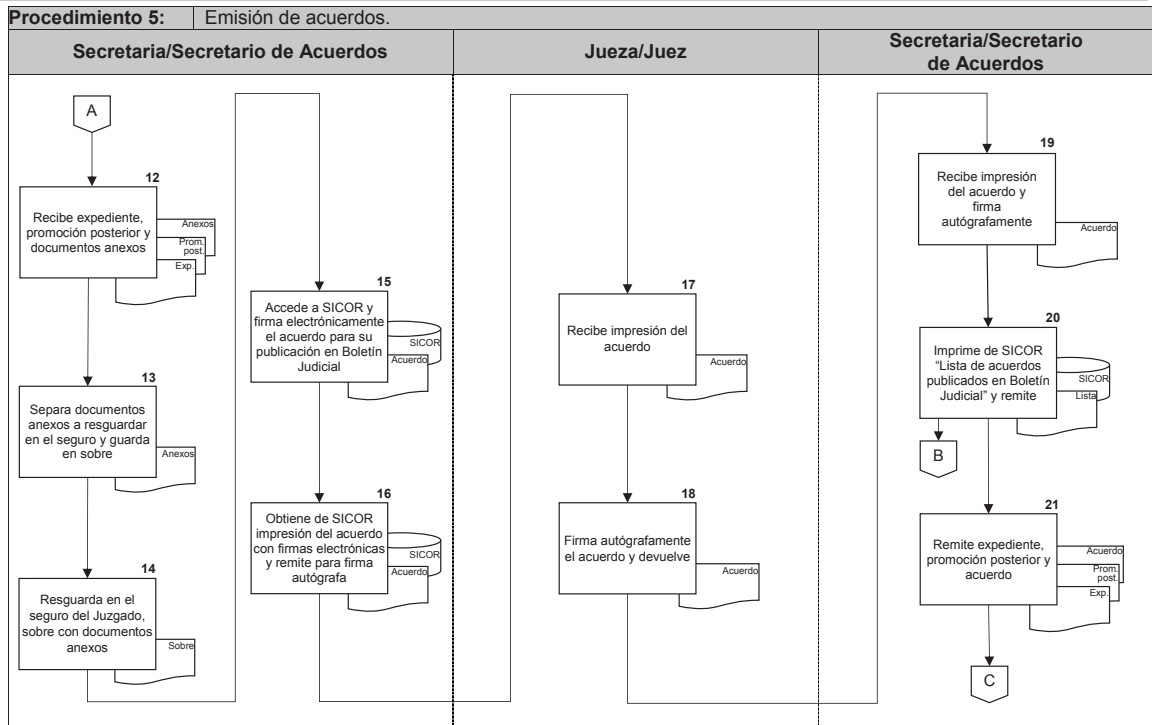 Procedimiento 5: Emisión de acuerdos.
Secretaria/Secretario de Acuerdos
Jueza/Juez
Secretaria/Secretario
de Acuerdos
A
12
Recibe expediente,
promoción posterior y
documentos anexos
Anexos
Prom.
post.
Exp.
13
Separa documentos
anexos a resguardar
en el seguro y guarda
en sobre
Anexos
14
Resguarda en el
seguro del Juzgado,
sobre con documentos
anexos
Sobre
15
Accede a SICOR y
firma electrónicamente
el acuerdo para su
publicación en Boletín
Judicial
SICOR
Acuerdo
16
Obtiene de SICOR
impresión del acuerdo
con firmas electrónicas
y remite para firma
autógrafa
SICOR
Acuerdo
17
Recibe impresión del
acuerdo
Acuerdo
18
Firma autógrafamente
el acuerdo y devuelve
Acuerdo
19
Recibe impresión
del acuerdo y
firma
autógrafamente
Acuerdo
20
Imprime de SICOR
“Lista de acuerdos
publicados en Boletín
Judicial” y remite
SICOR
Lista
B
21
Remite expediente,
promoción posterior y
acuerdo
Acuerdo
Prom.
post.
Exp.
C